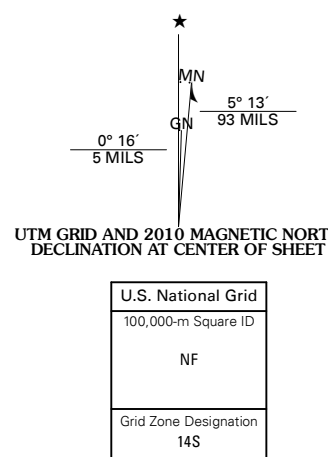 MN
5° 13´
93 MILS
GN
0° 16´
5 MILS
UTM GRID AND 2010 MAGNETIC NORT
DECLINATION AT CENTER OF SHEET
U.S. National Grid
100,000-m Square ID
NF
Grid Zone Designation
14S